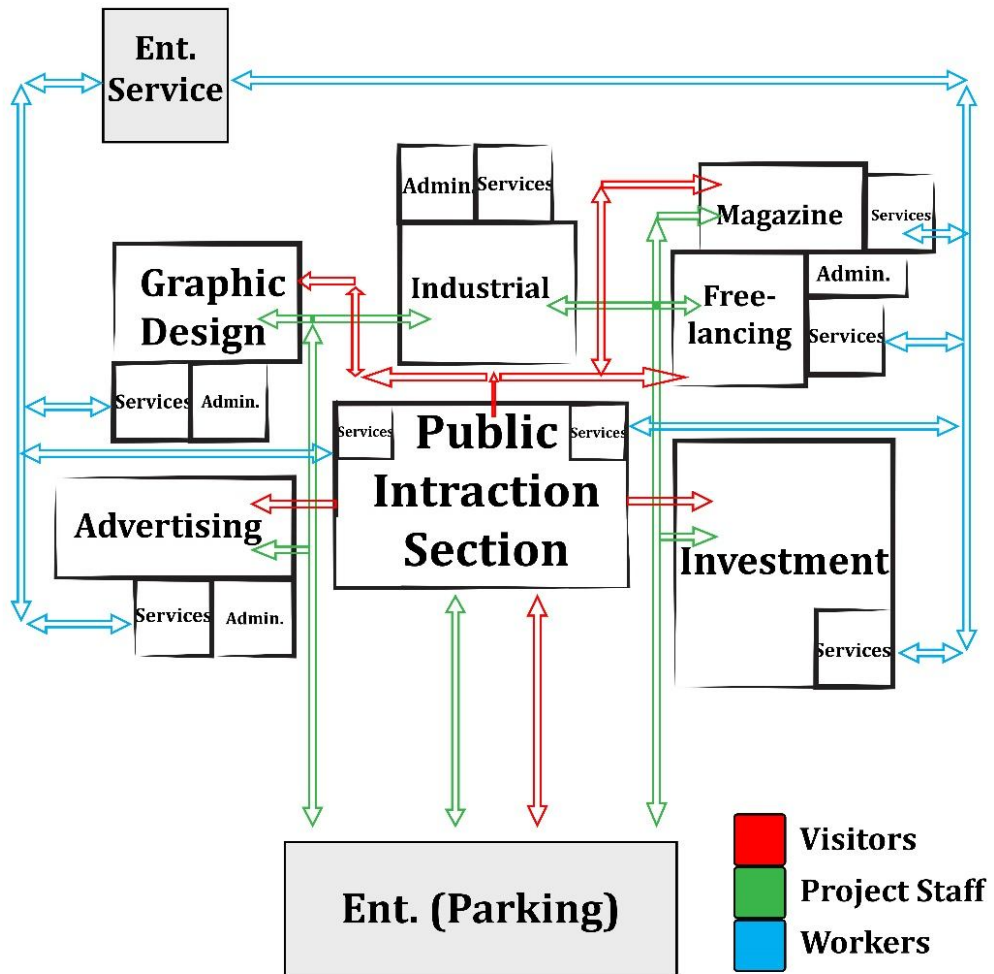 Ent.
Service
Admin.
Services
Magazine
Services
Graphic
Design
Industrial
Free-
lancing
Admin.
Services
Services
Admin.
Services
Public
Intraction
Section
Services
Advertising
Investment
Services
Admin.
Services
Ent. (Parking)
Visitors
Project Staff
Workers